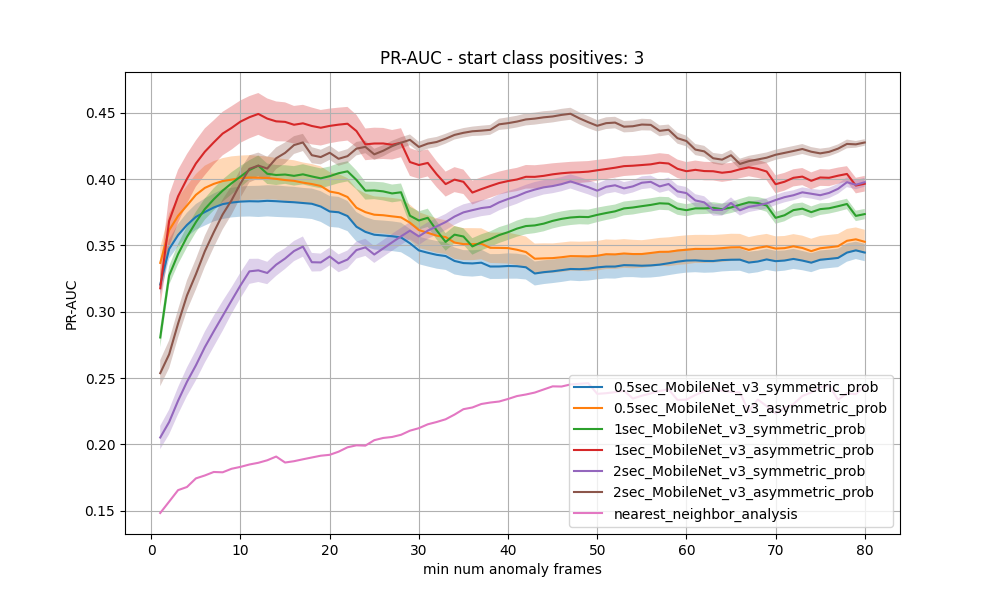 PR-AUC - start class positives: 3
PR-AUC
0.45
0.40
0.35
0.30
0.25
0.20
0.15
0.5sec_MobileNet_v3_symmetric_prob
0.5sec_MobileNet_v3_asymmetric_prob
1sec_MobileNet_v3_symmetric_prob
1sec_MobileNet_v3_asymmetric_prob
2sec_MobileNet_v3_symmetric_prob
2sec_MobileNet_v3_asymmetric_prob
nearest_neighbor_analysis
0 10 20 30 40 50 60 70 80
min num anomaly frames